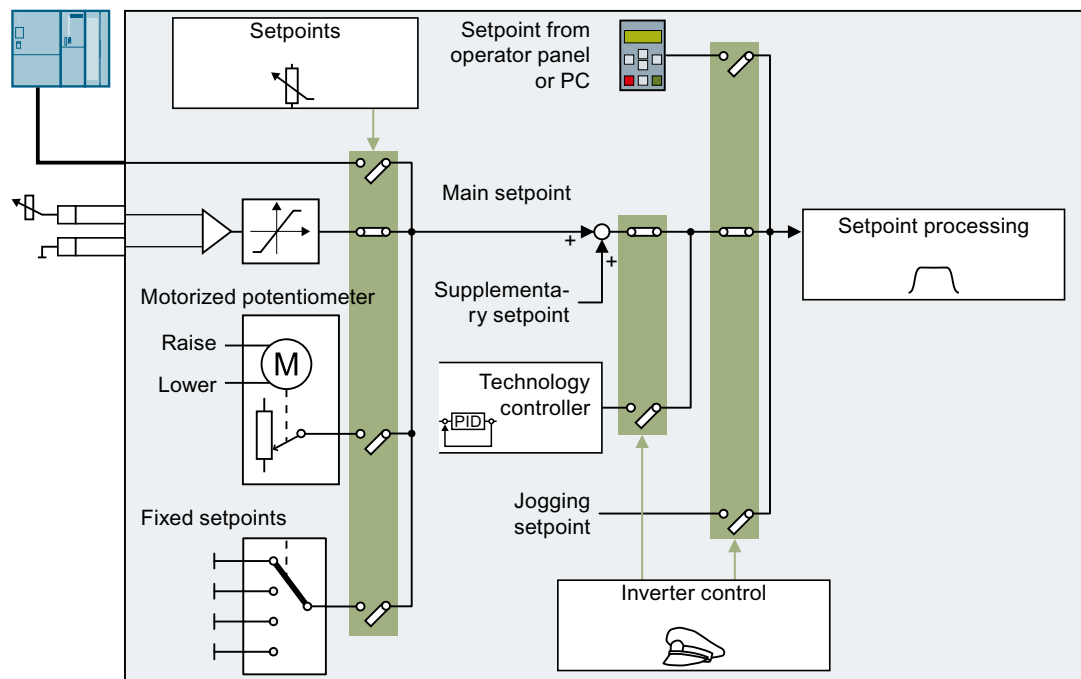 Setpoints
Setpoint from
operator panel
or PC
Main setpoint
+
+
Supplementa-
ry setpoint
Setpoint processing
Motorized potentiometer
Raise
Lower
M
Technology
controller
PID
Fixed setpoints
Jogging
setpoint
Inverter control